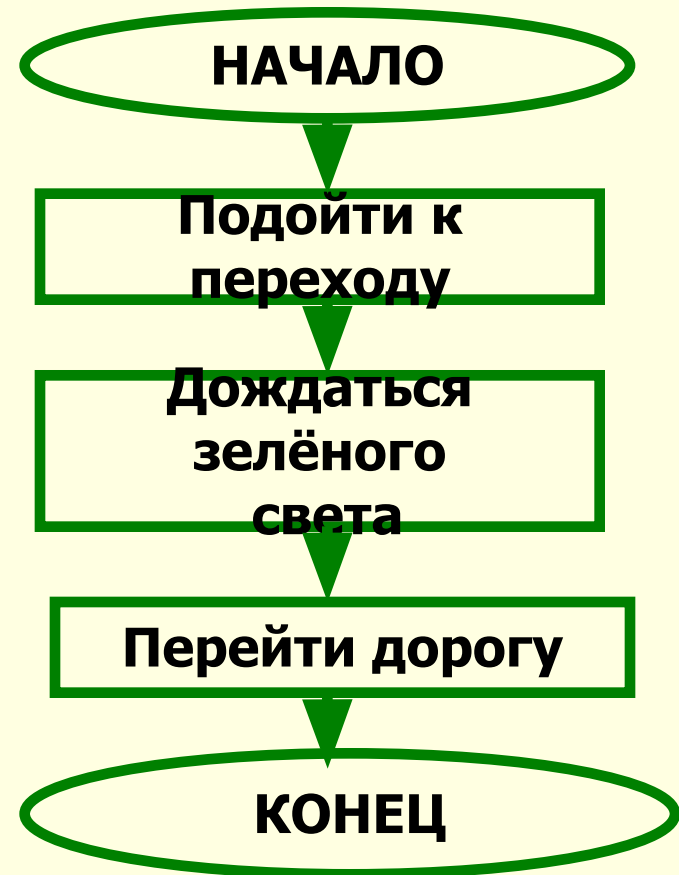 НАЧАЛО
Подойти к
переходу
Дождаться
зелёного
света
Перейти дорогу
КОНЕЦ